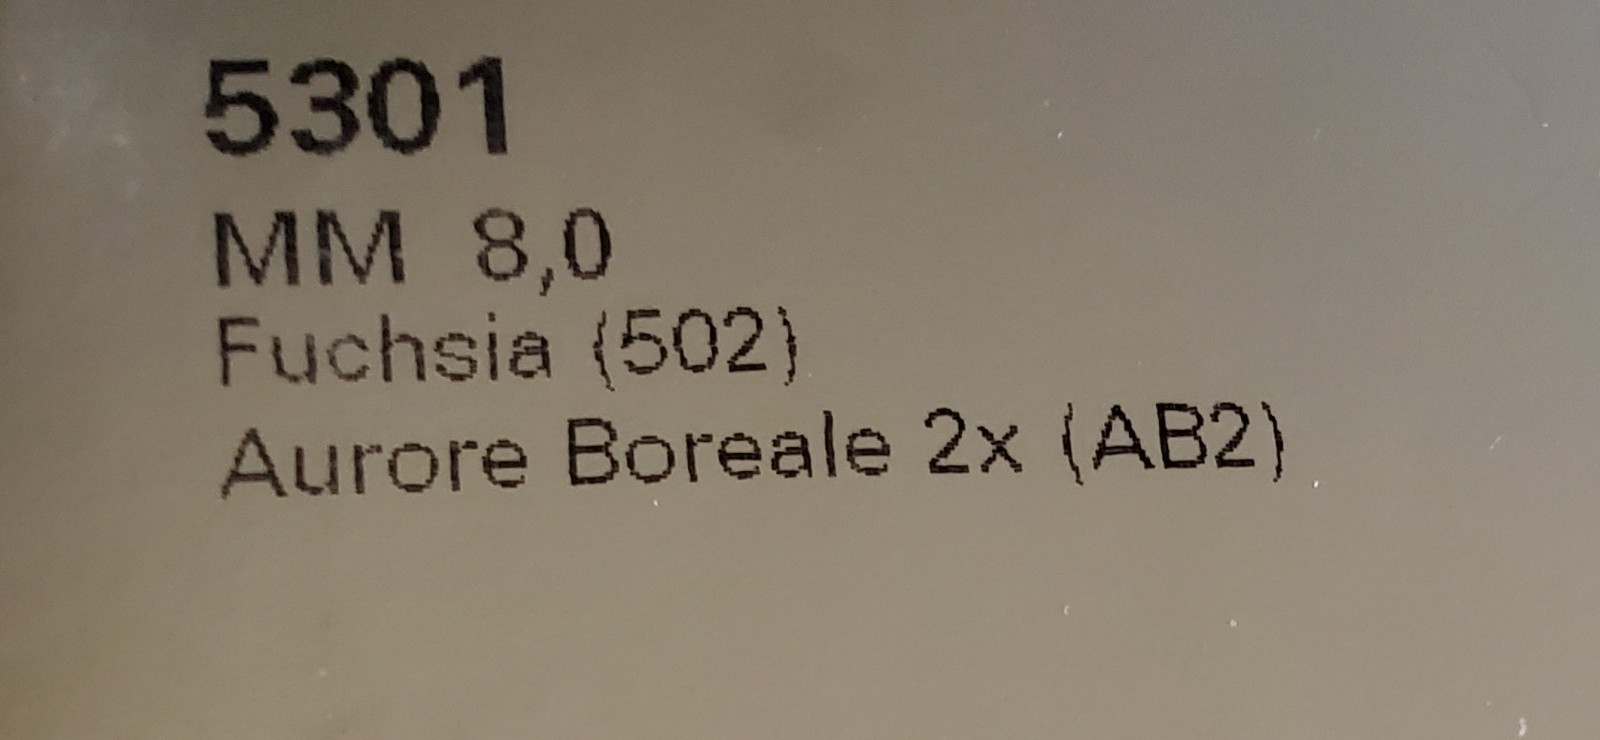 5301
MM 8,0
Fuchsia (502)
Aurore Boreale 2x (AB2)